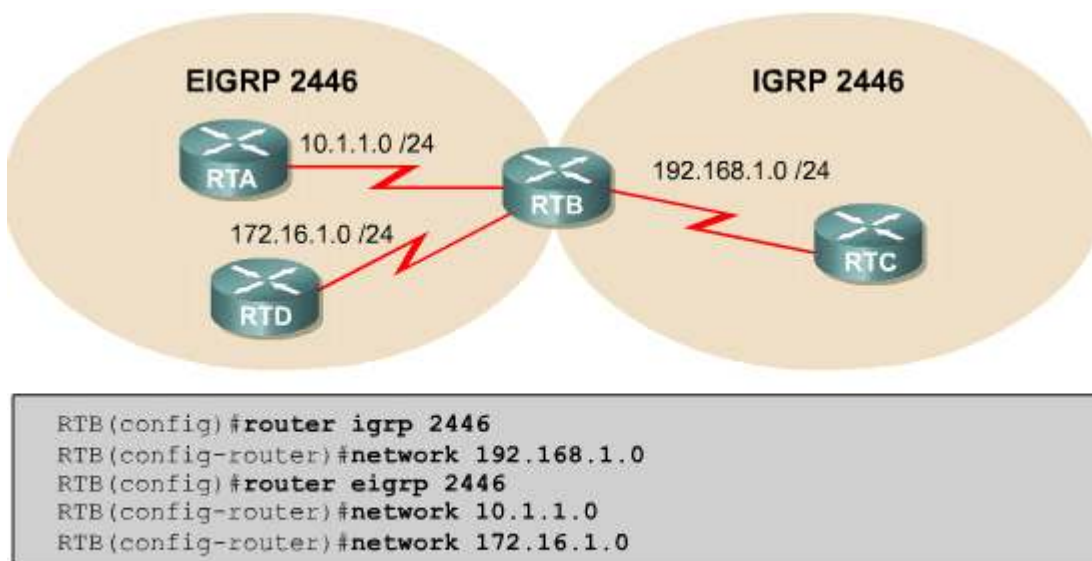 EIGRP 2446
IGRP 2446
10.1.1.0 /24
RTA
192.168.1.0 /24
RTB
172.16.1.0 /24
RTC
RTD
RTB(config)#router igrp 2446
RTB(config-router)#network 192.168.1.0
RTB(config)#router eigrp 2446
RTB(config-router)#network 10.1.1.0
RTB(config-router)#network 172.16.1.0